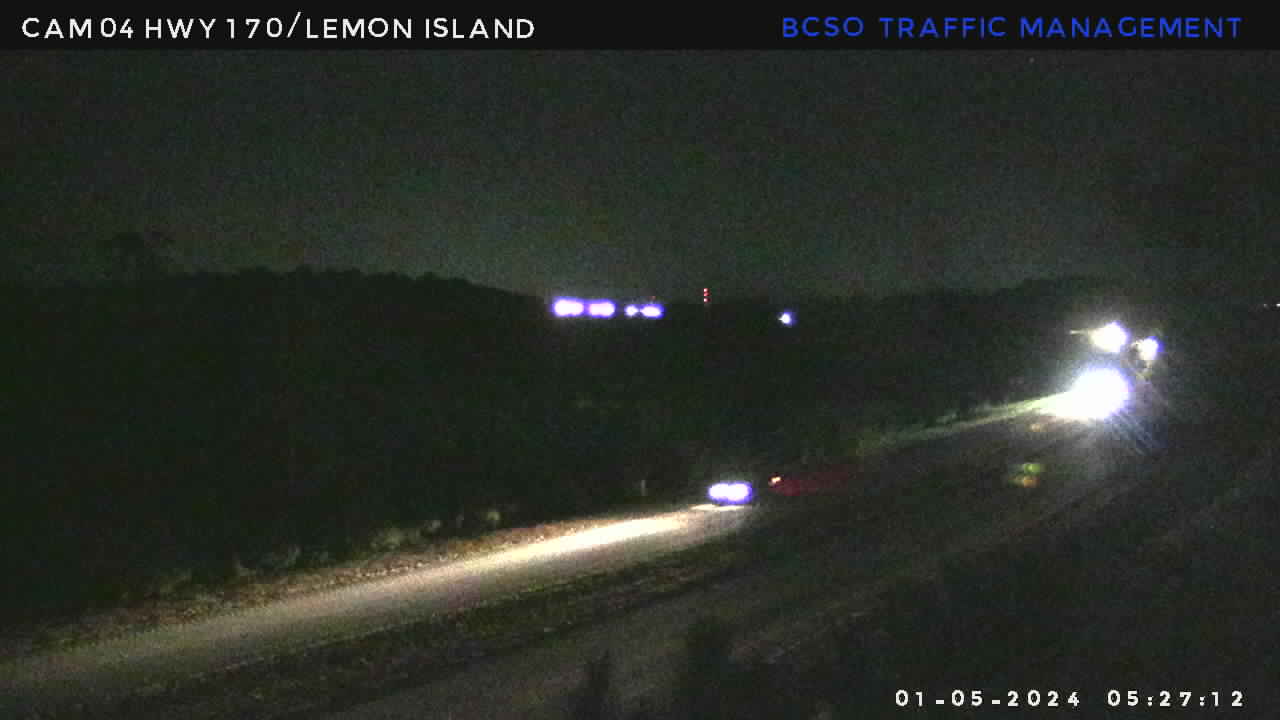 CAM04 HWY 170/LEMON ISLAND
BCSO TRAFFIC MANAGEMENT
01-05-2024 05:27:12